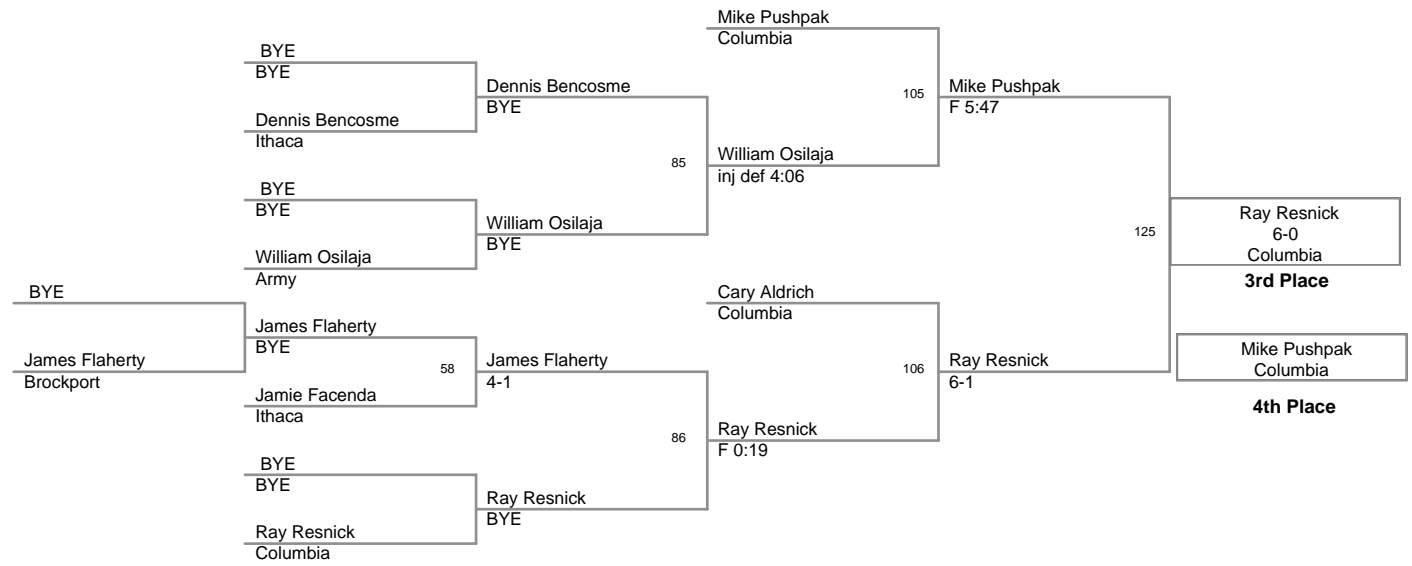 Mike Pushpak
Columbia
BYE
BYE
Dennis Bencosme
BYE
105
Mike Pushpak
F 5:47
Dennis Bencosme
Ithaca
85
William Osilaja
inj def 4:06
BYE
BYE
William Osilaja
BYE
125
Ray Resnick
6-0
Columbia
3rd Place
William Osilaja
Army
BYE
Cary Aldrich
Columbia
James Flaherty
BYE
James Flaherty
Brockport
58
James Flaherty
4-1
106
Ray Resnick
6-1
Mike Pushpak
Columbia
4th Place
Jamie Facenda
Ithaca
86
Ray Resnick
F 0:19
BYE
BYE
Ray Resnick
BYE
Ray Resnick
Columbia